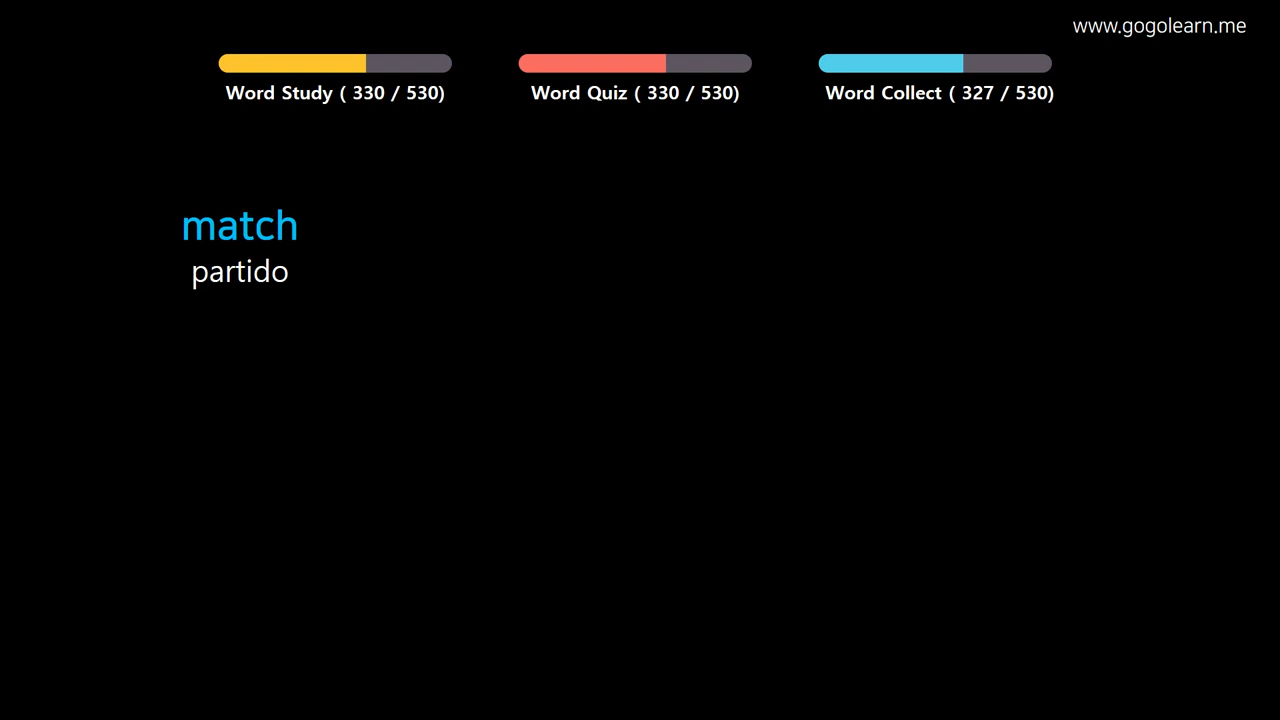 www.gogolearn.me
Word Study ( 330 / 530)
Word Quiz ( 330 / 530)
Word Collect ( 327 / 530)
match
partido